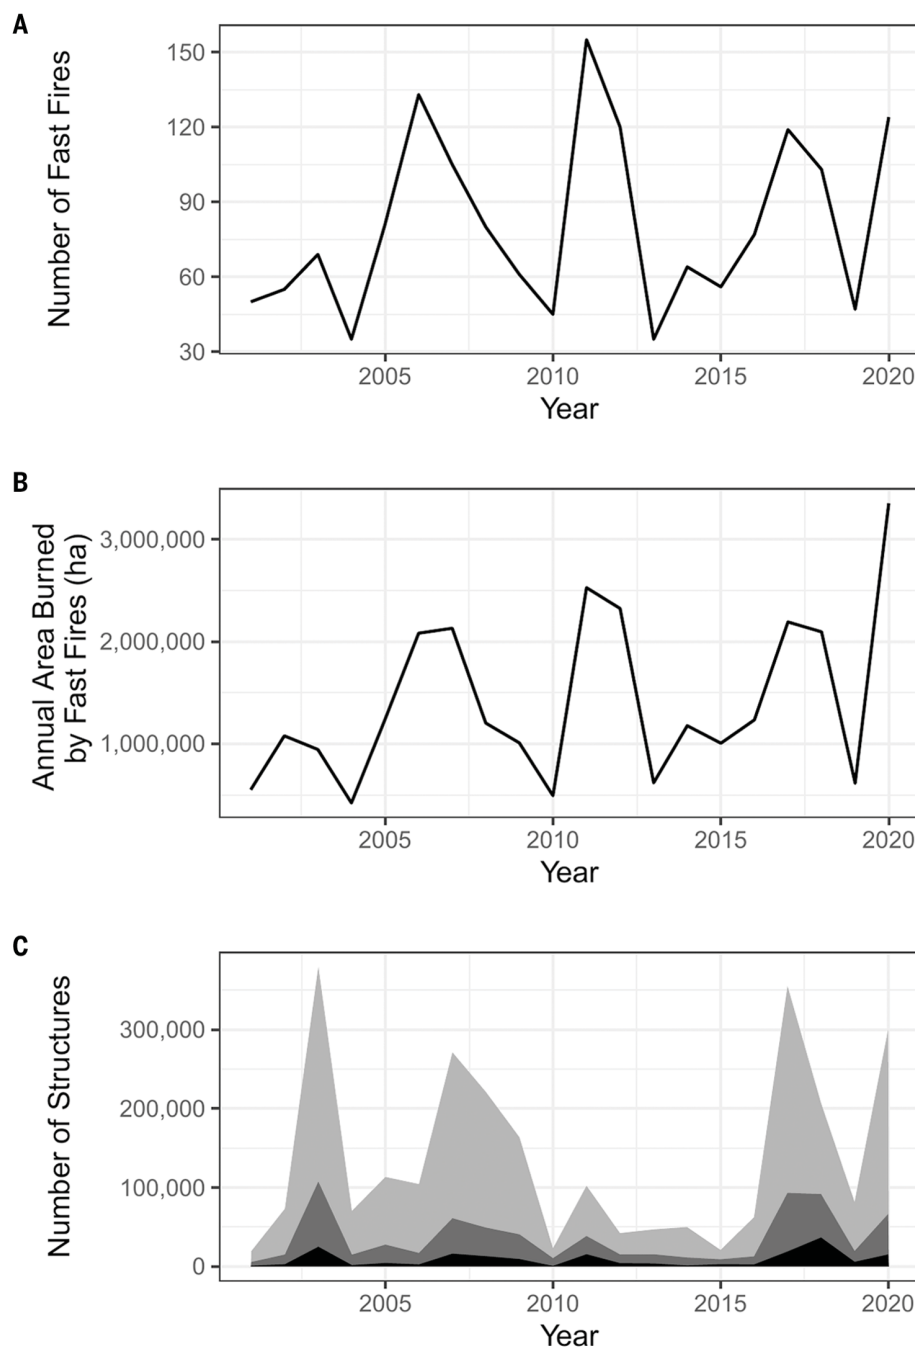 A
Number of Fast Fires
150
120
90
60
30
2005 2010 2015 2020
Year
B
Annual Area Burned
by Fast Fires (ha)
3,000,000
2,000,000
1,000,000
2005 2010 2015 2020
Year
C
Number of Structures
300,000
200,000
100,000
0
2005 2010 2015 2020
Year